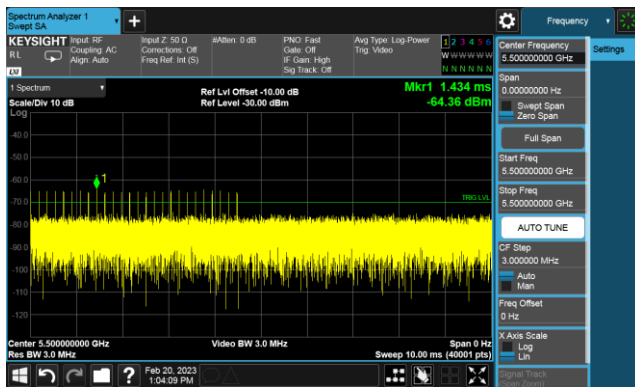 Spectrum Analyzer 1
Swept SA
Frequency
KEYSIGHT
RL
LXI
Input: RF
Coupling: AC
Align: Auto
Input Z: 50 Ω
Corrections: Off
Freq Ref: Int (S)
#Atten: 0 dB
PNO: Fast
Gate: Off
IF Gain: High
Sig Track: Off
Avg Type: Log-Power
Trig: Video
1 2 3 4 5 6
W W W W W W
N N N N N N
1 Spectrum
Scale/Div 10 dB
Log
Ref Lvl Offset -10.00 dB
Ref Level -30.00 dBm
Mkr1 1.434 ms
-64.36 dBm
-40.0
-50.0
-60.0
-70.0
-80.0
-90.0
-100
-110
-120
1
TRIG LVL
Center 5.500000000 GHz
Res BW 3.0 MHz
Video BW 3.0 MHz
Span 0 Hz
Sweep 10.00 ms (40001 pts)
Feb 20, 2023
1:04:09 PM
Center Frequency
5.500000000 GHz
Settings
Span
0.00000000 Hz
Swept Span
Zero Span
Full Span
Start Freq
5.500000000 GHz
Stop Freq
5.500000000 GHz
AUTO TUNE
CF Step
3.000000 MHz
Auto
Man
Freq Offset
0 Hz
X Axis Scale
Log
Lin
Signal Track
(Span Zoom)